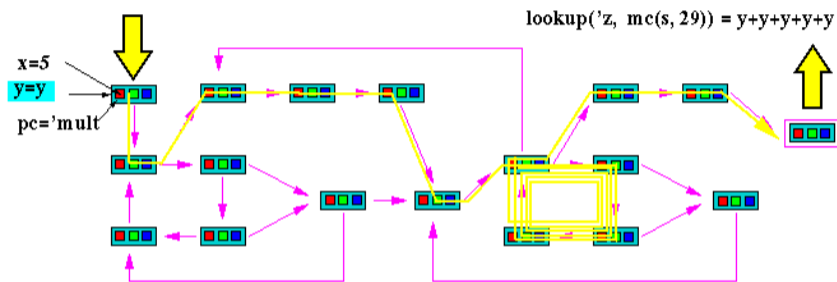 lookup('z, mc(s, 29)) = y+y+y+y+y
x=5
y=y
pc='mult